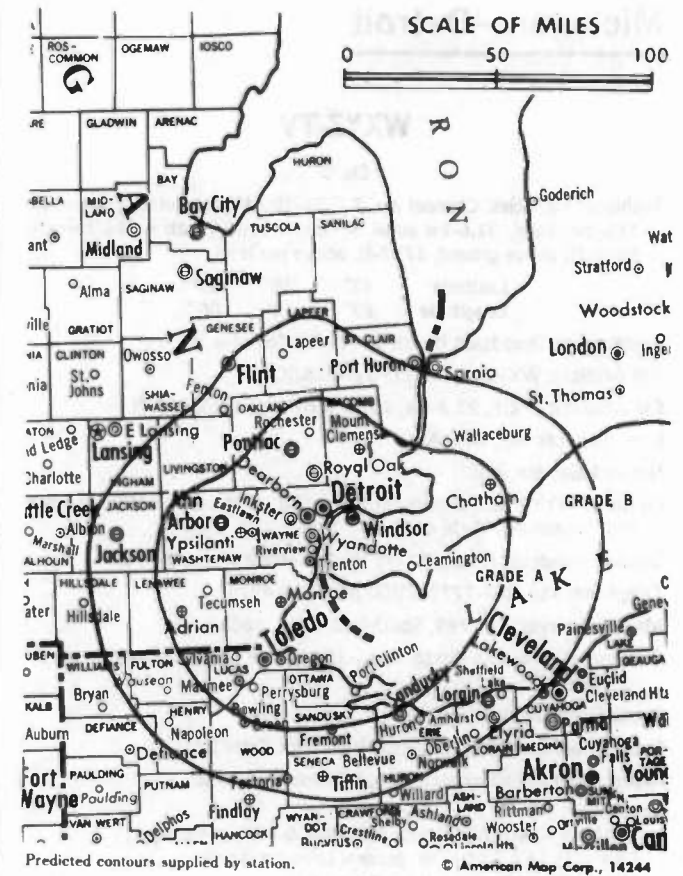 SCALE OF MILES
0 50 100
ROS-
COMMON
OGEMAW
IOSCO
G
GLADWIN
ARENAC
R
O
N
HURON
BAY
MID-
LAND
A
Bay City
Goderich
Midland
TUSCOLA
SANILAC
Stratford
Saginaw
SAGINAW
Alma
GRATIOT
Woodstock
GENESEE
LAPEER
CLAIR
N
CLINTON
Owosso
Lapeer
London
St.
Johns
Flint
Port Huron
Sarnia
SHIA-
WASSEE
Fenton
St. Thomas
OAKLAND
MACOMB
Rochester
Mount
Clemens
Wallaceburg
E Lansing
Lansing
Pontiac
Charlotte
LIVINGSTON
Royal Oak
INGHAM
Dearborn
Detroit
Chatham
GRADE B
JACKSON
Ann
Arbor
Inkster
Eastlawn
Albion
Marshall
Jackson
Ypsilanti
WASHTENAW
WAYNE
Riverview
Windsor
Wyandotte
Trenton
Leamington
GRADE A
HILLSDALE
LENAWEE
MONROE
Tecumseh
Monroe
L A K E
Hillsdale
Adrian
Toledo
Cleveland
Painesville
LAKE
GEAUGA
WILLIAMS
FULTON
Sylvania
LUCAS
Oregon
Lakewood
Euclid
Cleveland Hts
Bryan
Maumee
OTTAWA
Port Clinton
Sheffield
Lake
Perrysburg
Sandusky
Lorain
CUYAHOGA
Auburn
DEFIANCE
HENRY
Napoleon
Bowling
Green
SANDUSKY
Huron
Amherst
Elyria
Parma
Defiance
WOOD
Fremont
ERIE
Oberlin
LORAIN
MEDINA
Cuyahoga
Falls
POR-
TAGE
Fort
Wayne
PAULDING
Paulding
PUTNAM
SENECA
Bellevue
Norwalk
Fostoria
Tiffin
HURON
Akron
Barberton
Findlay
Willard
ASH-
LAND
VAN WERT
Delphos
HANCOCK
WYAN-
DOT
CRAWFORD
Shelby
Ashland
Rittman
Crestline
Wooster
Predicted contours supplied by station.
© American Map Corp., 14244